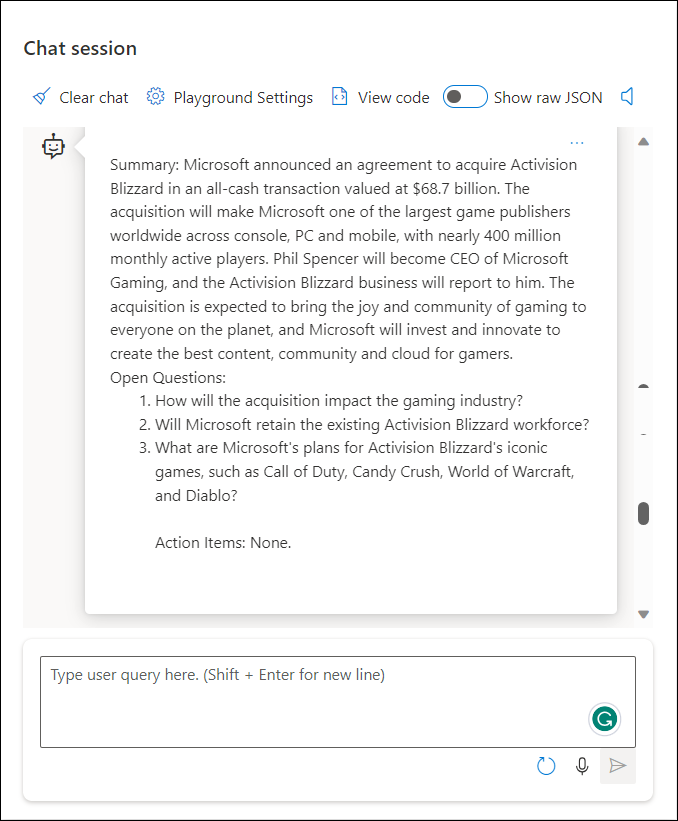 Chat session
Clear chat Playground Settings View code Show raw JSON
...
Summary: Microsoft announced an agreement to acquire Activision
Blizzard in an all-cash transaction valued at $68.7 billion. The
acquisition will make Microsoft one of the largest game publishers
worldwide across console, PC and mobile, with nearly 400 million
monthly active players. Phil Spencer will become CEO of Microsoft
Gaming, and the Activision Blizzard business will report to him. The
acquisition is expected to bring the joy and community of gaming to
everyone on the planet, and Microsoft will invest and innovate to
create the best content, community and cloud for gamers.
Open Questions:
1. How will the acquisition impact the gaming industry?
2. Will Microsoft retain the existing Activision Blizzard workforce?
3. What are Microsoft's plans for Activision Blizzard's iconic
games, such as Call of Duty, Candy Crush, World of Warcraft,
and Diablo?
Action Items: None.
Type user query here. (Shift + Enter for new line)
G